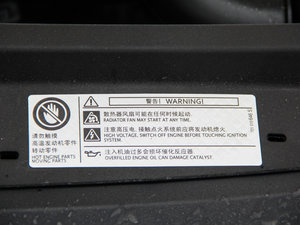 警告! WARNING!
散热器风扇可能在任何时候起动.
RADIATOR FAN MAY START AT ANY TIME.
注意高压电, 接触点火系统前应将发动机熄火
HIGH VOLTAGE, SWITCH OFF ENGINE BEFORE TOUCHING IGNITION
SYSTEM.
注入机油过多会损坏催化反应器.
OVERFILLED ENGINE OIL CAN DAMAGE CATALYST.
请勿触摸
高温发动机零件
转动零件
HOT ENGINE PARTS
MOVING PARTS